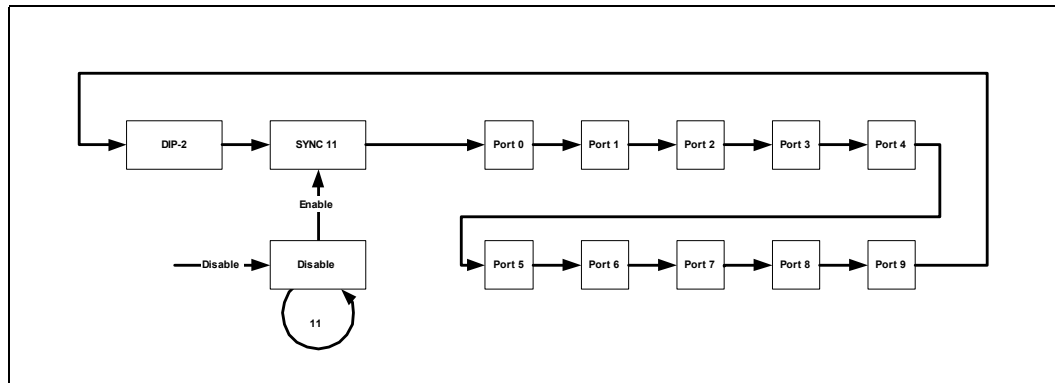 DIP-2
SYNC 11
Port 0
Port 1
Port 2
Port 3
Port 4
Enable
Disable
Disable
Port 5
Port 6
Port 7
Port 8
Port 9
11